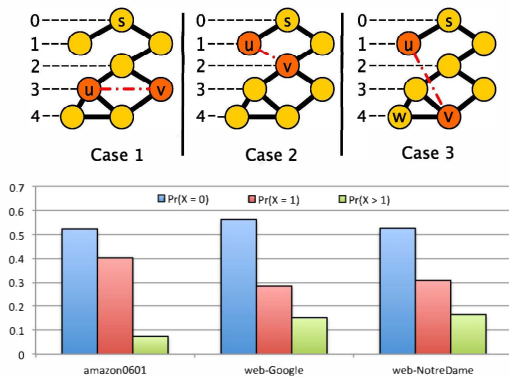 0 s
1
2
3 u v
4
Case 1
0 s
1 u
2 v
3
4
Case 2
0 s
1 u
2
3
4 w v
Case 3
0.7
0.6
0.5
0.4
0.3
0.2
0.1
0
Pr(X = 0) Pr(X = 1) Pr(X > 1)
amazon0601 web-Google web-NotreDame